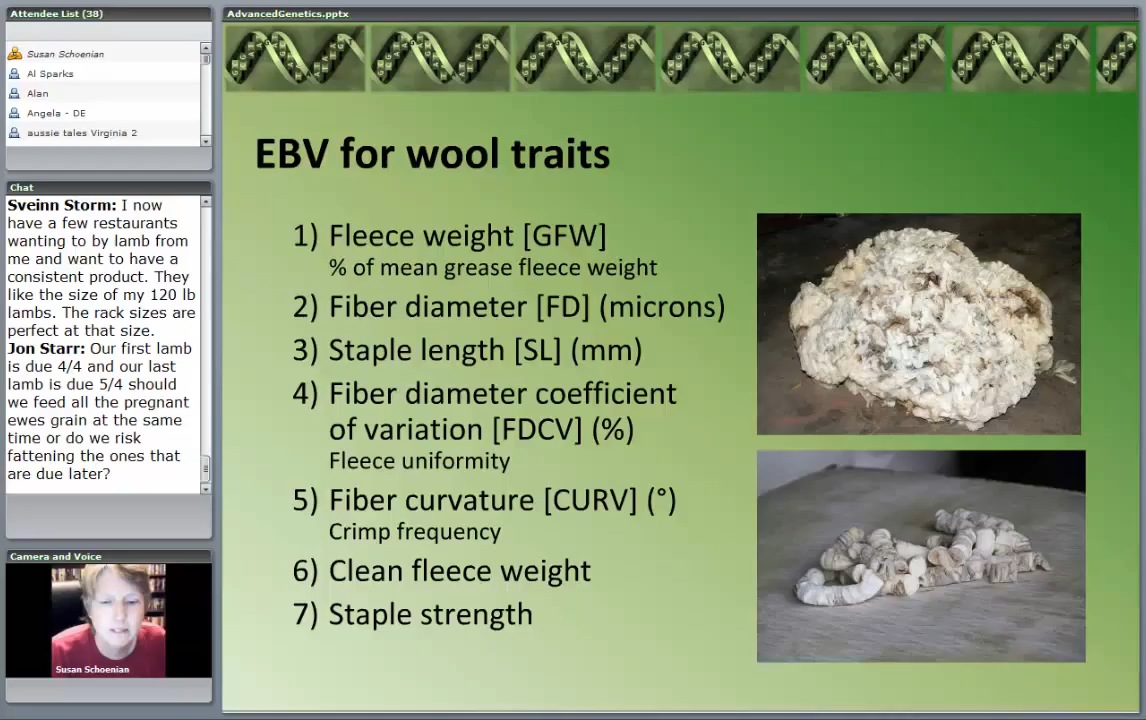 Attendee List (38)
Susan Schoenian
Al Sparks
Alan
Angela - DE
aussie tales Virginia 2
Chat
Sveinn Storm: I now
have a few restaurants
wanting to by lamb from
me and want to have a
consistent product. They
like the size of my 120 lb
lambs. The rack sizes are
perfect at that size.
Jon Starr: Our first lamb
is due 4/4 and our last
lamb is due 5/4 should
we feed all the pregnant
ewes grain at the same
time or do we risk
fattening the ones that
are due later?
Camera and Voice
Susan Schoenian
AdvancedGenetics.pptx
EBV for wool traits
1) Fleece weight [GFW]
% of mean grease fleece weight
2) Fiber diameter [FD] (microns)
3) Staple length [SL] (mm)
4) Fiber diameter coefficient
of variation [FDCV] (%)
Fleece uniformity
5) Fiber curvature [CURV] (°)
Crimp frequency
6) Clean fleece weight
7) Staple strength